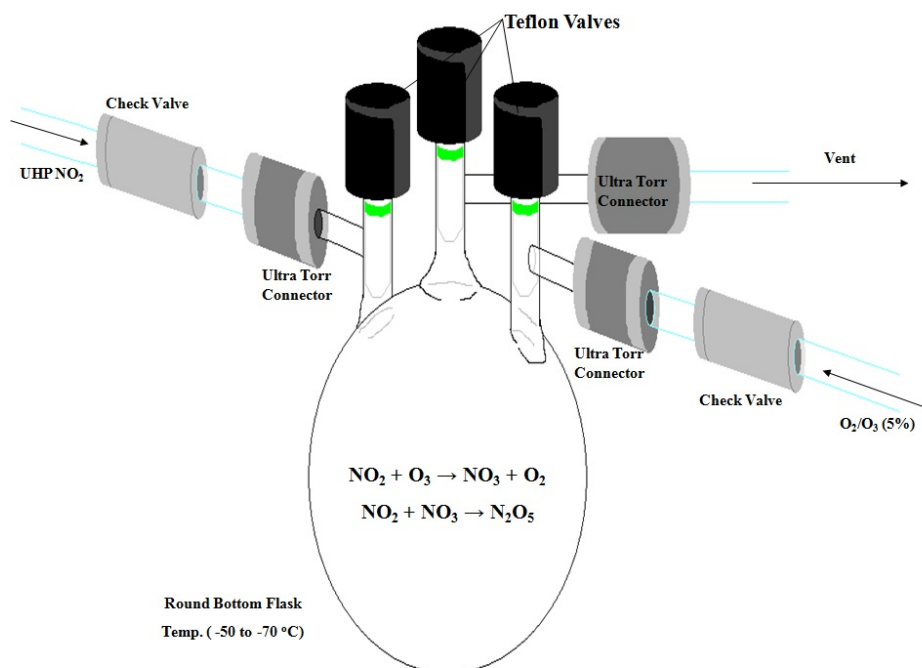 Teflon Valves
Check Valve
UHP NO₂
Ultra Torr
Connector
Ultra Torr
Connector
Vent
Ultra Torr
Connector
Check Valve
O₂/O₃ (5%)
NO₂ + O₃ → NO₃ + O₂
NO₂ + NO₃ → N₂O₅
Round Bottom Flask
Temp. ( -50 to -70 °C)